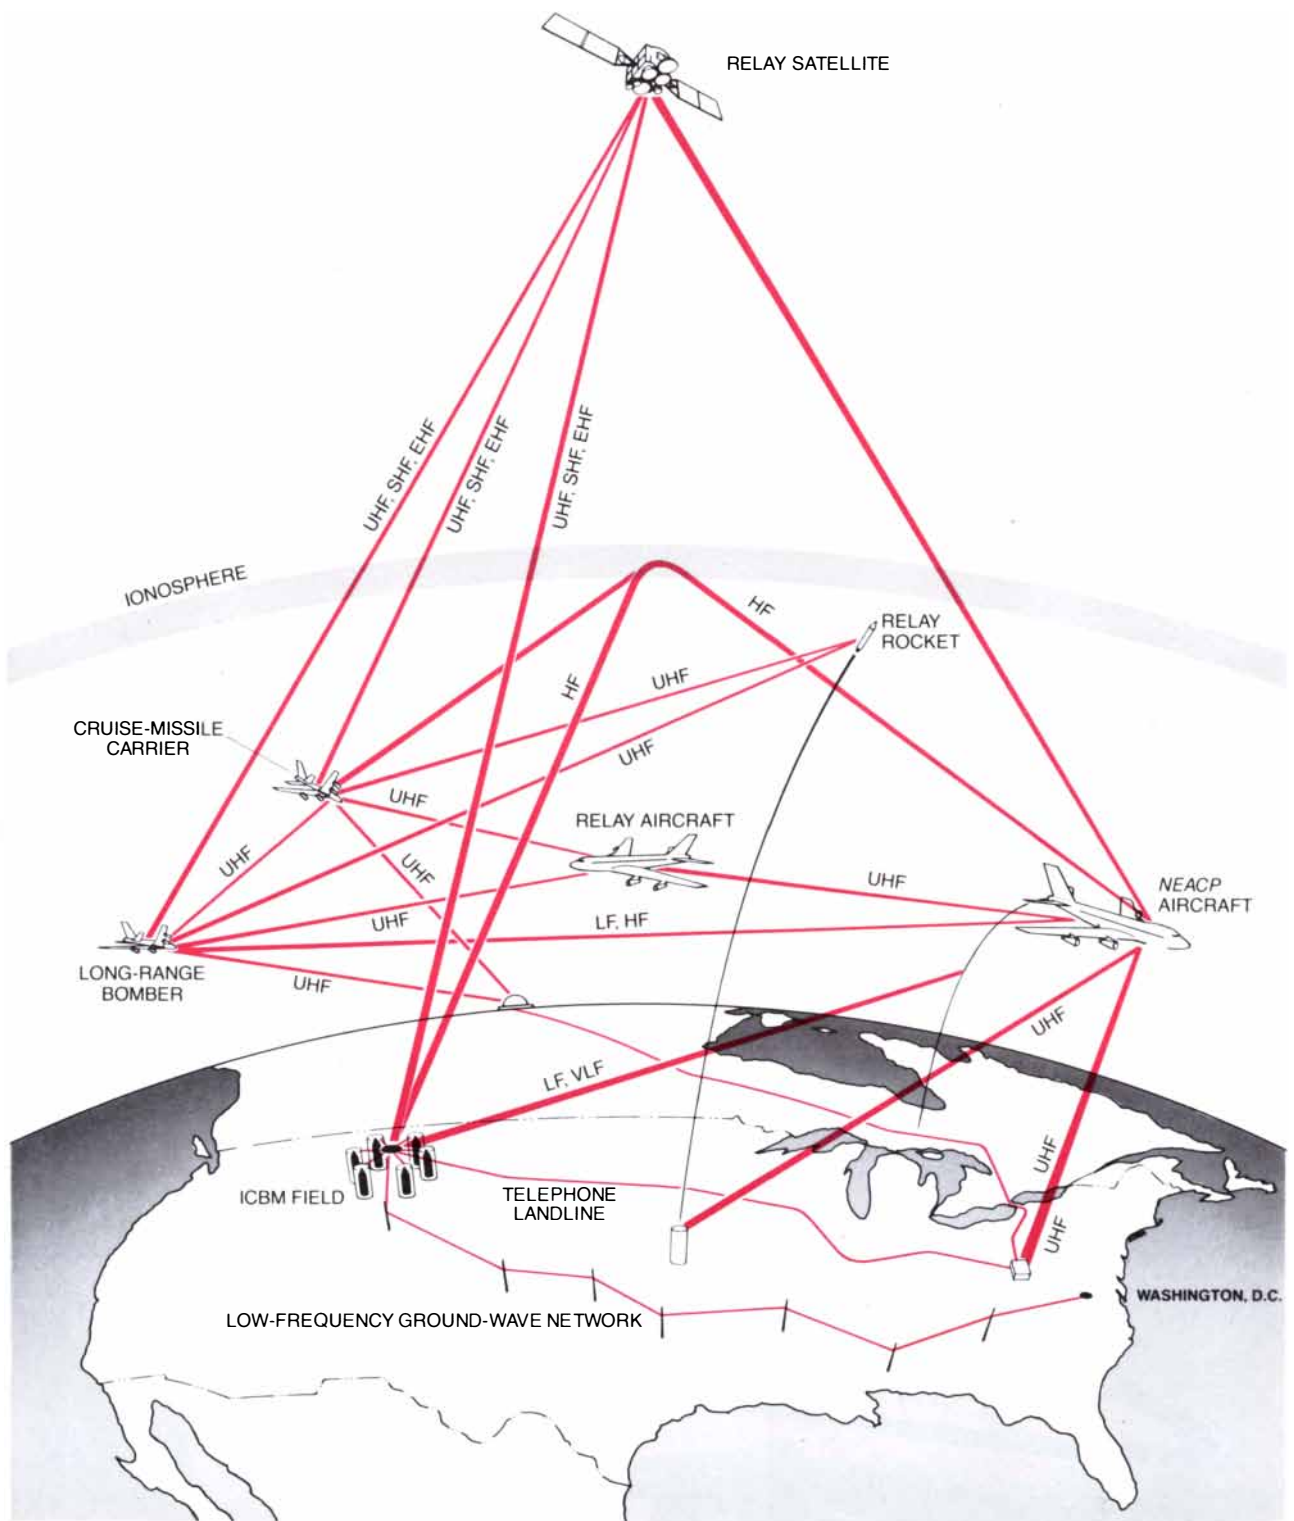 RELAY SATELLITE
UHF, SHF, EHF
UHF, SHF, EHF
UHF, SHF, EHF
IONOSPHERE
HF
RELAY
ROCKET
HF
UHF
CRUISE-MISSILE
CARRIER
UHF
UHF
RELAY AIRCRAFT
UHF
UHF
UHF
NEACP
AIRCRAFT
UHF
LF, HF
LONG-RANGE
BOMBER
UHF
UHF
LF, VLF
UHF
ICBM FIELD
TELEPHONE
LANDLINE
UHF
WASHINGTON, D.C.
LOW-FREQUENCY GROUND-WAVE NETWORK